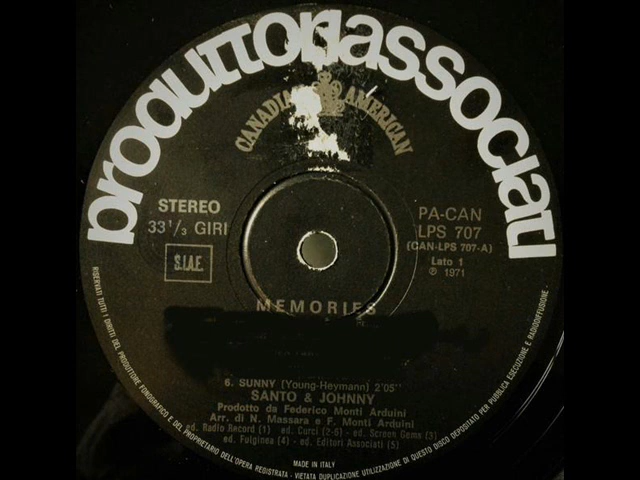 produttoriassociati
CANADIAN AMERICAN
STEREO
33 1/3 GIRI
S.I.A.E.
PA-CAN
LPS 707
(CAN-LPS 707-A)
Lato 1
℗ 1971
MEMORIES
6. SUNNY (Young-Heymann) 2'05''
SANTO & JOHNNY
Prodotto da Federico Monti Arduini
Arr. di N. Massara e F. Monti Arduini
ed. Radio Record (1) - ed. Curci (2-6) - ed. Screen Gems (3)
ed. Fulginea (4) - ed. Editori Associati (5)
MADE IN ITALY
RISERVATI TUTTI I DIRITTI DEL PRODUTTORE FONOGRAFICO E DEL PROPRIETARIO DELL'OPERA REGISTRATA - VIETATA DUPLICAZIONE UTILIZZAZIONE DI QUESTO DISCO DEPOSITATO PER PUBBLICA ESECUZIONE E RADIODIFFUSIONE -